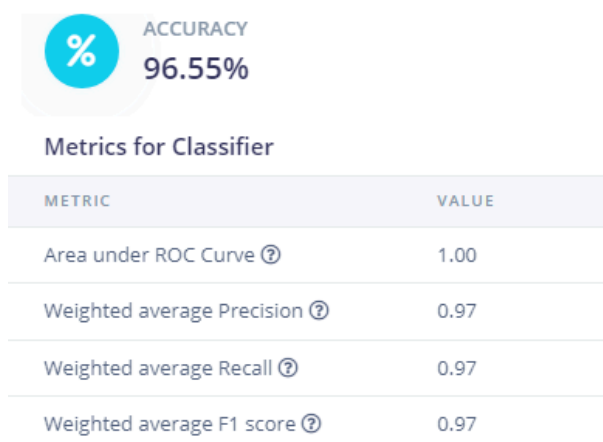 %
ACCURACY
96.55%
Metrics for Classifier
METRIC VALUE
Area under ROC Curve ? 1.00
Weighted average Precision ? 0.97
Weighted average Recall ? 0.97
Weighted average F1 score ? 0.97